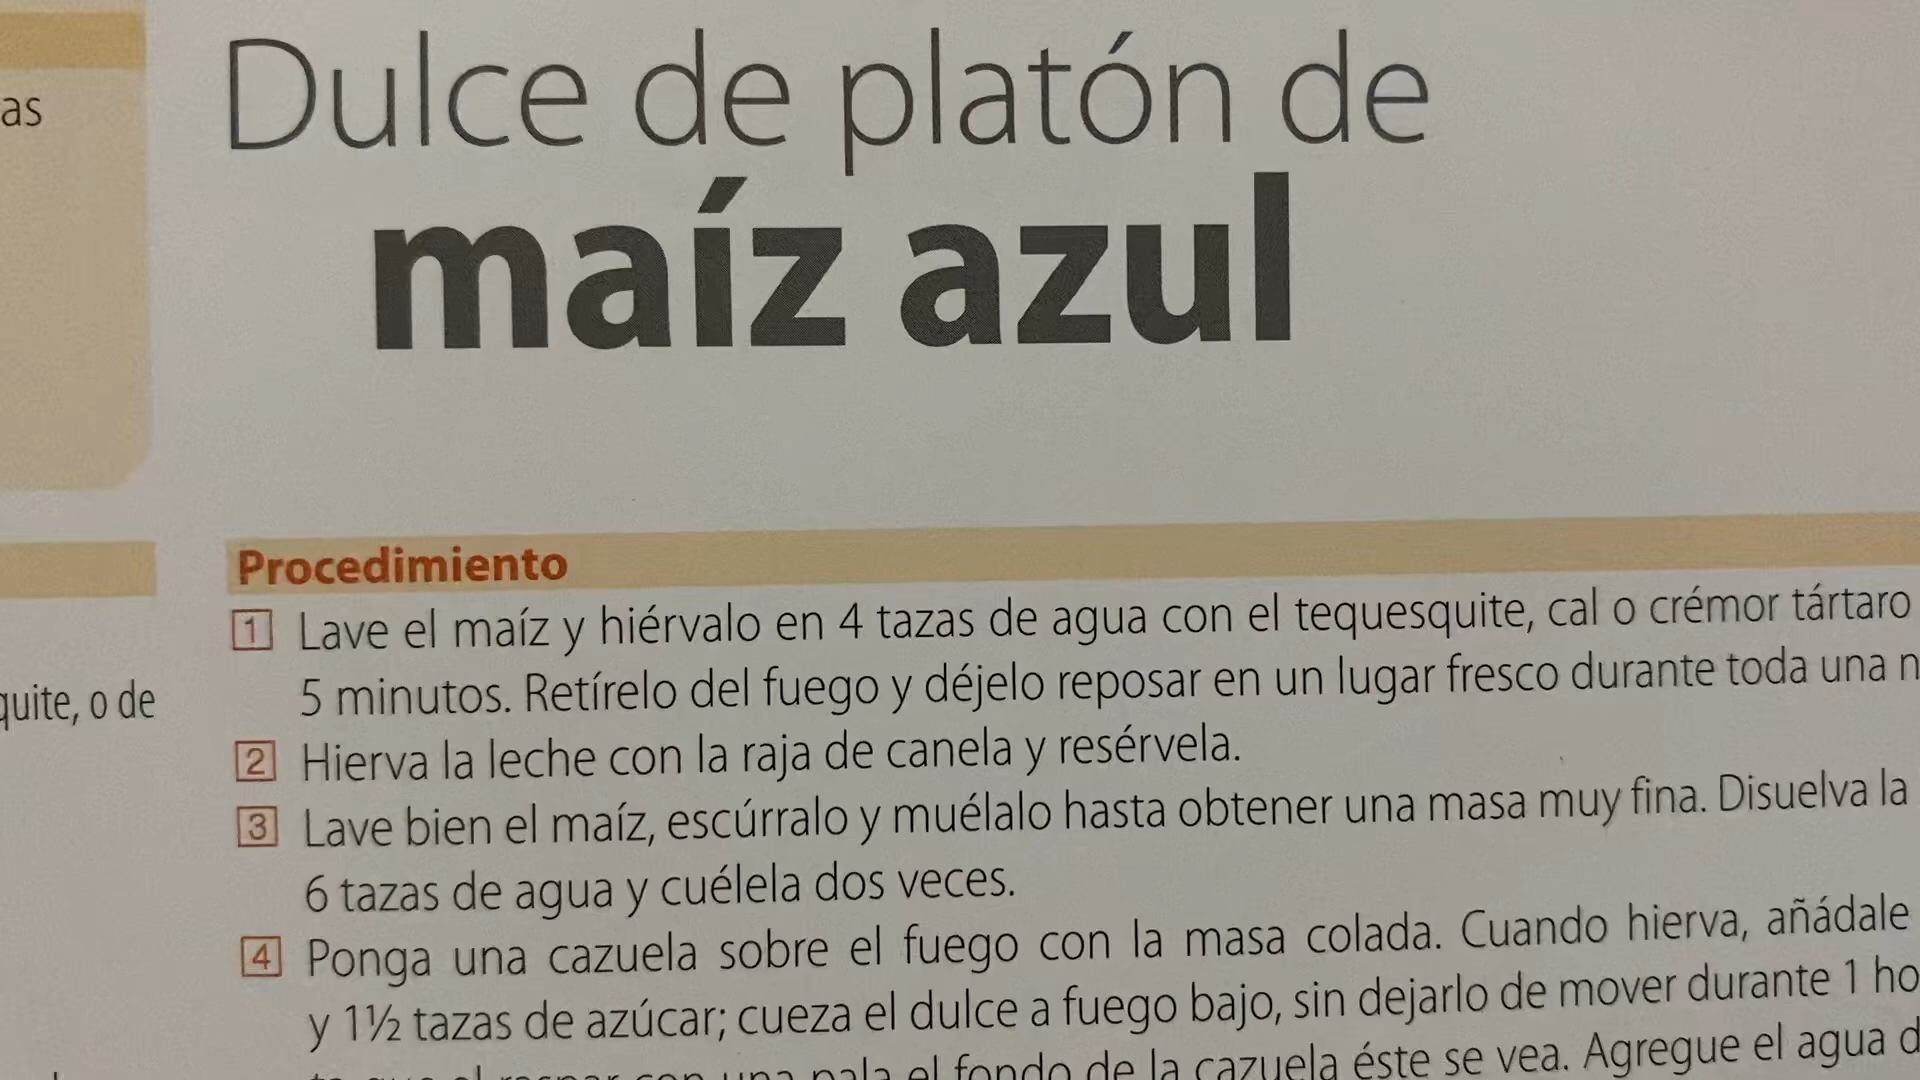 as
quite, o de
Dulce de platón de
maíz azul
Procedimiento
1 Lave el maíz y hiérvalo en 4 tazas de agua con el tequesquite, cal o crémor tártaro
5 minutos. Retírelo del fuego y déjelo reposar en un lugar fresco durante toda una n
2 Hierva la leche con la raja de canela y resérvela.
3 Lave bien el maíz, escúrralo y muélalo hasta obtener una masa muy fina. Disuelva la
6 tazas de agua y cuélela dos veces.
4 Ponga una cazuela sobre el fuego con la masa colada. Cuando hierva, añádale
y 1½ tazas de azúcar; cueza el dulce a fuego bajo, sin dejarlo de mover durante 1 ho
que al raspar con una pala el fondo de la cazuela éste se vea. Agregue el agua d